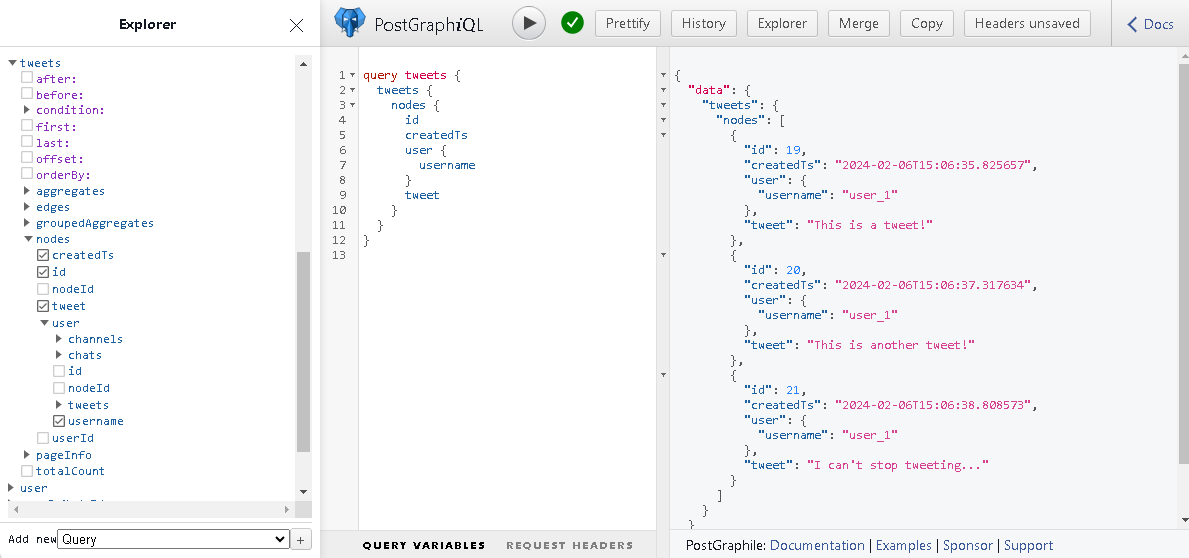 Explorer
PostGraphiQL
Prettify
History
Explorer
Merge
Copy
Headers unsaved
Docs
tweets
after:
before:
condition:
first:
last:
offset:
orderBy:
aggregates
edges
groupedAggregates
nodes
createdTs
id
nodeId
tweet
user
channels
chats
id
nodeId
tweets
username
userId
pageInfo
totalCount
user
Add new Query
+
1 query tweets {
2 tweets {
3 nodes {
4 id
5 createdTs
6 user {
7 username
8 }
9 tweet
10 }
11 }
12 }
13
QUERY VARIABLES REQUEST HEADERS
{
"data": {
"tweets": {
"nodes": [
{
"id": 19,
"createdTs": "2024-02-06T15:06:35.825657",
"user": {
"username": "user_1"
},
"tweet": "This is a tweet!"
},
{
"id": 20,
"createdTs": "2024-02-06T15:06:37.317634",
"user": {
"username": "user_1"
},
"tweet": "This is another tweet!"
},
{
"id": 21,
"createdTs": "2024-02-06T15:06:38.808573",
"user": {
"username": "user_1"
},
"tweet": "I can't stop tweeting..."
}
]
}
}
PostGraphile: Documentation | Examples | Sponsor | Support